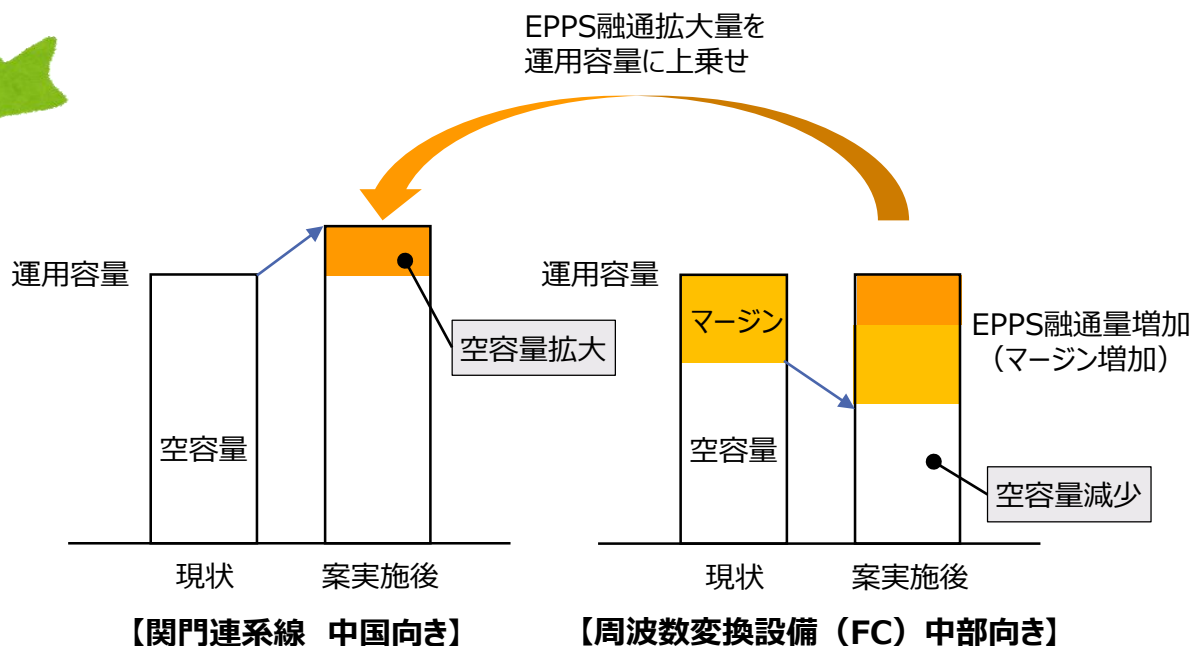 EPPS融通拡大量を
運用容量に上乗せ
運用容量
空容量
空容量拡大
現状
案実施後
【関門連系線 中国向き】
運用容量
マージン
空容量
EPPS融通量増加
(マージン増加)
空容量減少
現状
案実施後
【周波数変換設備(FC)中部向き】